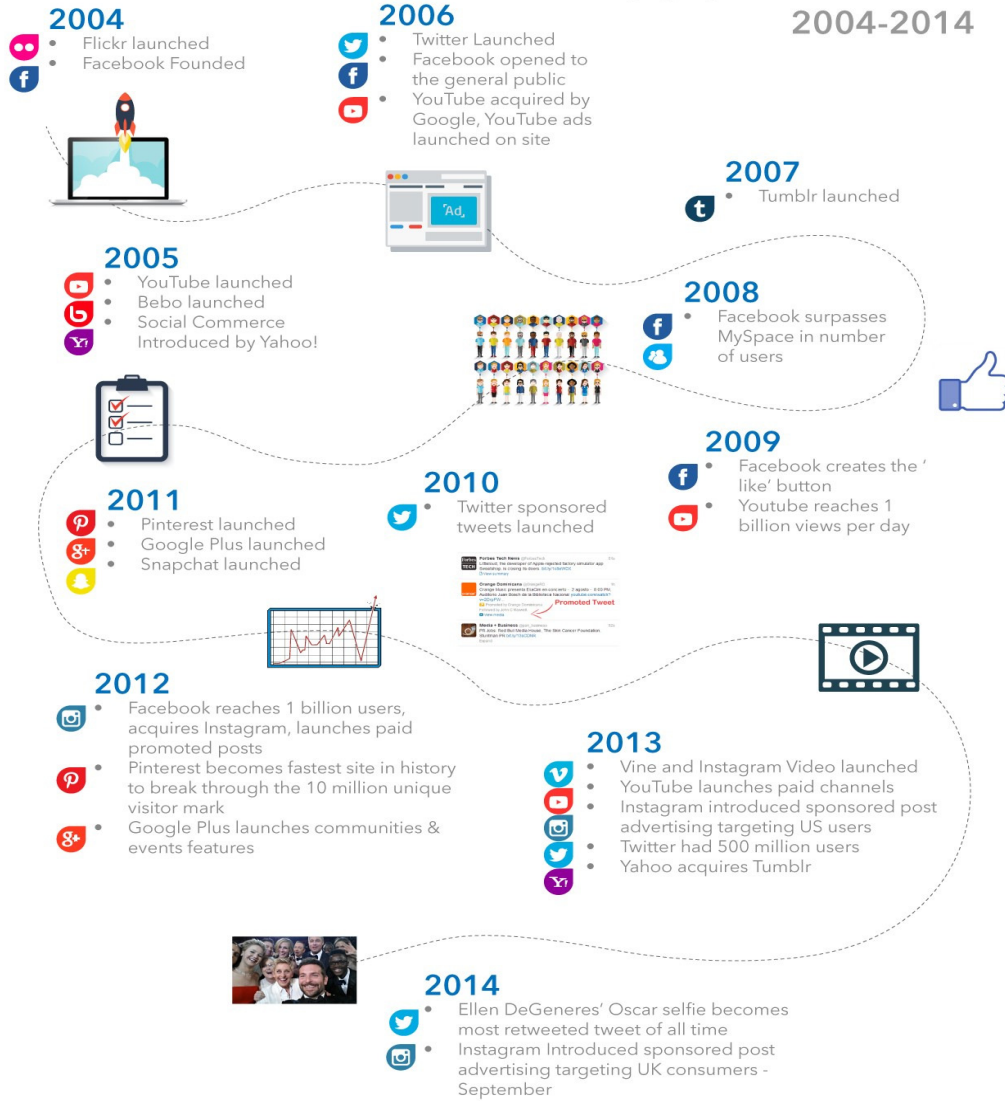 2004-2014
2004
• Flickr launched
• Facebook Founded
2006
• Twitter Launched
• Facebook opened to
the general public
• YouTube acquired by
Google, YouTube ads
launched on site
Ad
2007
• Tumblr launched
2005
• YouTube launched
• Bebo launched
• Social Commerce
Introduced by Yahoo!
2008
• Facebook surpasses
MySpace in number
of users
2009
• Facebook creates the ‘
like’ button
• Youtube reaches 1
billion views per day
2010
• Twitter sponsored
tweets launched
Forbes Tech News
Orange Dominicana
Promoted Tweet
Media + Business
2011
• Pinterest launched
• Google Plus launched
• Snapchat launched
2012
• Facebook reaches 1 billion users,
acquires Instagram, launches paid
promoted posts
• Pinterest becomes fastest site in history
to break through the 10 million unique
visitor mark
• Google Plus launches communities &
events features
2013
• Vine and Instagram Video launched
• YouTube launches paid channels
• Instagram introduced sponsored post
advertising targeting US users
• Twitter had 500 million users
• Yahoo acquires Tumblr
2014
• Ellen DeGeneres’ Oscar selfie becomes
most retweeted tweet of all time
• Instagram Introduced sponsored post
advertising targeting UK consumers -
September